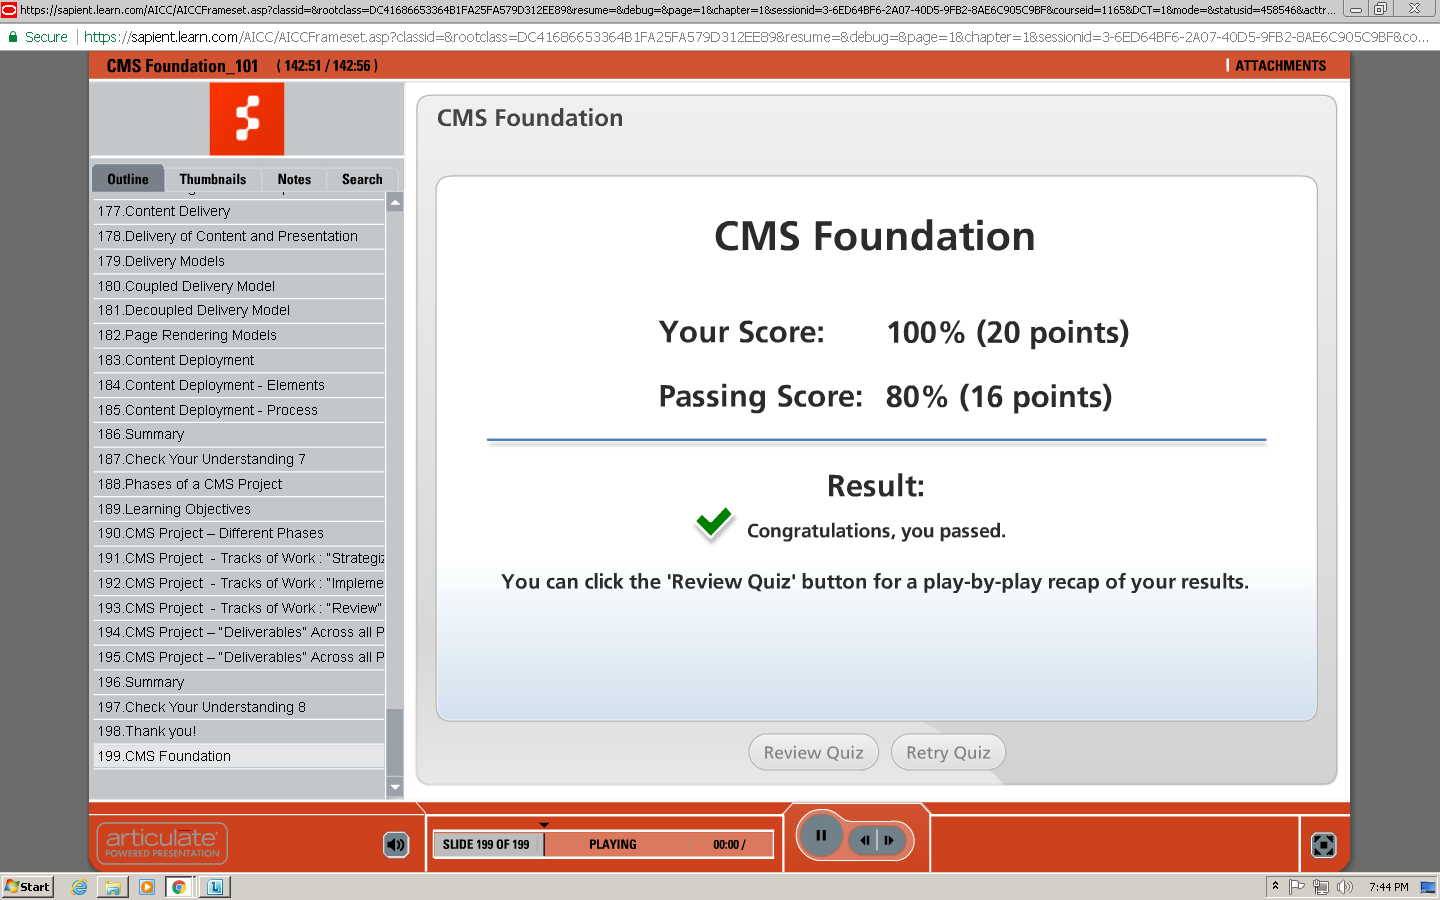 https://sapient.learn.com/AICC/AICCFrameset.asp?classid=&rootclass=DC41686653364B1FA25FA579D312EE89&resume=&debug=&page=1&chapter=1&sessionid=3-6ED64BF6-2A07-40D5-9FB2-8AE6C905C9BF&courseid=1165&DCT=1&mode=&statusid=458546&acttr...
Secure | https://sapient.learn.com/AICC/AICCFrameset.asp?classid=&rootclass=DC41686653364B1FA25FA579D312EE89&resume=&debug=&page=1&chapter=1&sessionid=3-6ED64BF6-2A07-40D5-9FB2-8AE6C905C9BF&co...
CMS Foundation_101 ( 142:51 / 142:56 )
ATTACHMENTS
Outline Thumbnails Notes Search
177.Content Delivery
178.Delivery of Content and Presentation
179.Delivery Models
180.Coupled Delivery Model
181.Decoupled Delivery Model
182.Page Rendering Models
183.Content Deployment
184.Content Deployment - Elements
185.Content Deployment - Process
186.Summary
187.Check Your Understanding 7
188.Phases of a CMS Project
189.Learning Objectives
190.CMS Project – Different Phases
191.CMS Project - Tracks of Work : "Strategiz
192.CMS Project - Tracks of Work : "Impleme
193.CMS Project - Tracks of Work : "Review"
194.CMS Project – "Deliverables" Across all P
195.CMS Project – "Deliverables" Across all P
196.Summary
197.Check Your Understanding 8
198.Thank you!
199.CMS Foundation
CMS Foundation
CMS Foundation
Your Score: 100% (20 points)
Passing Score: 80% (16 points)
Result:
Congratulations, you passed.
You can click the 'Review Quiz' button for a play-by-play recap of your results.
Review Quiz Retry Quiz
articulate
POWERED PRESENTATION
SLIDE 199 OF 199 PLAYING 00:00 /
Start
7:44 PM